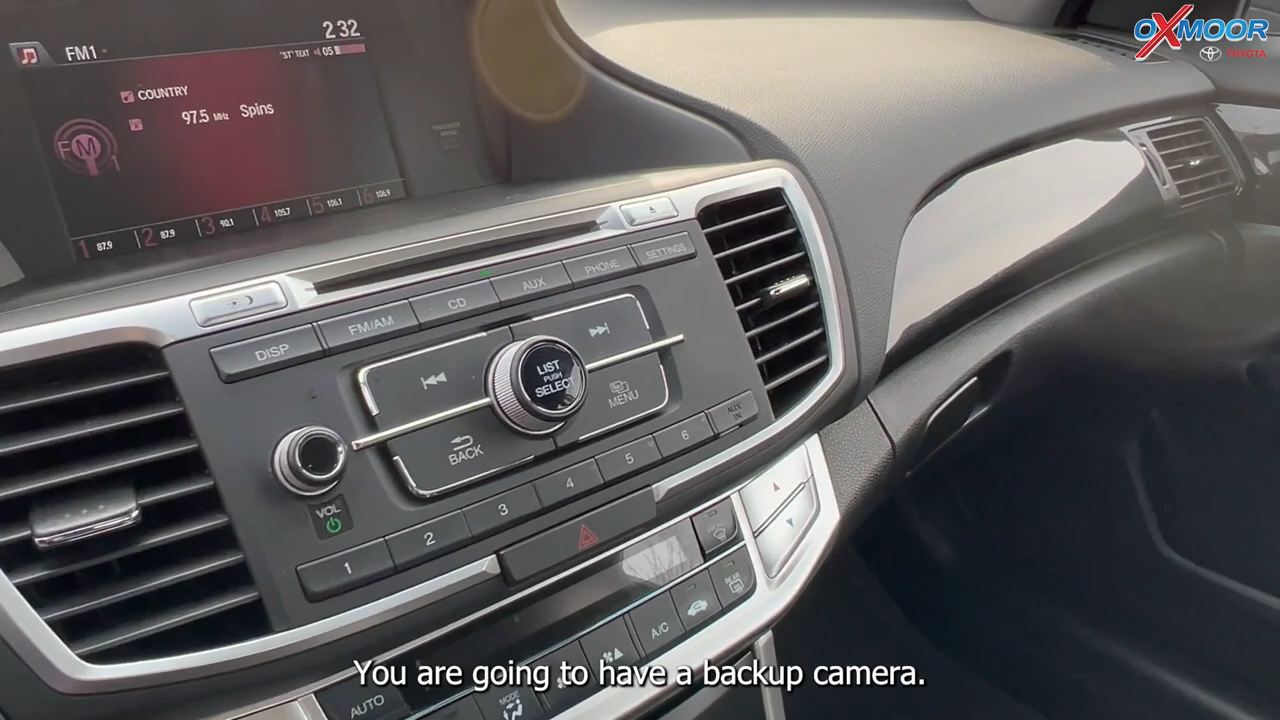 2 32
FM1
"ST" TEXT 05
OXMOOR
TOYOTA
COUNTRY
97.5 MHz Spins
FM1
1 87.9 2 87.9 3 90.1 4 105.7 5 106.1 6 106.9
DISP FM/AM CD AUX PHONE SETTINGS
LIST
PUSH
SELECT
BACK
MENU
VOL
1 2 3 4 5 6 AUX IN
REAR
A/C
AUTO
MODE
You are going to have a backup camera.